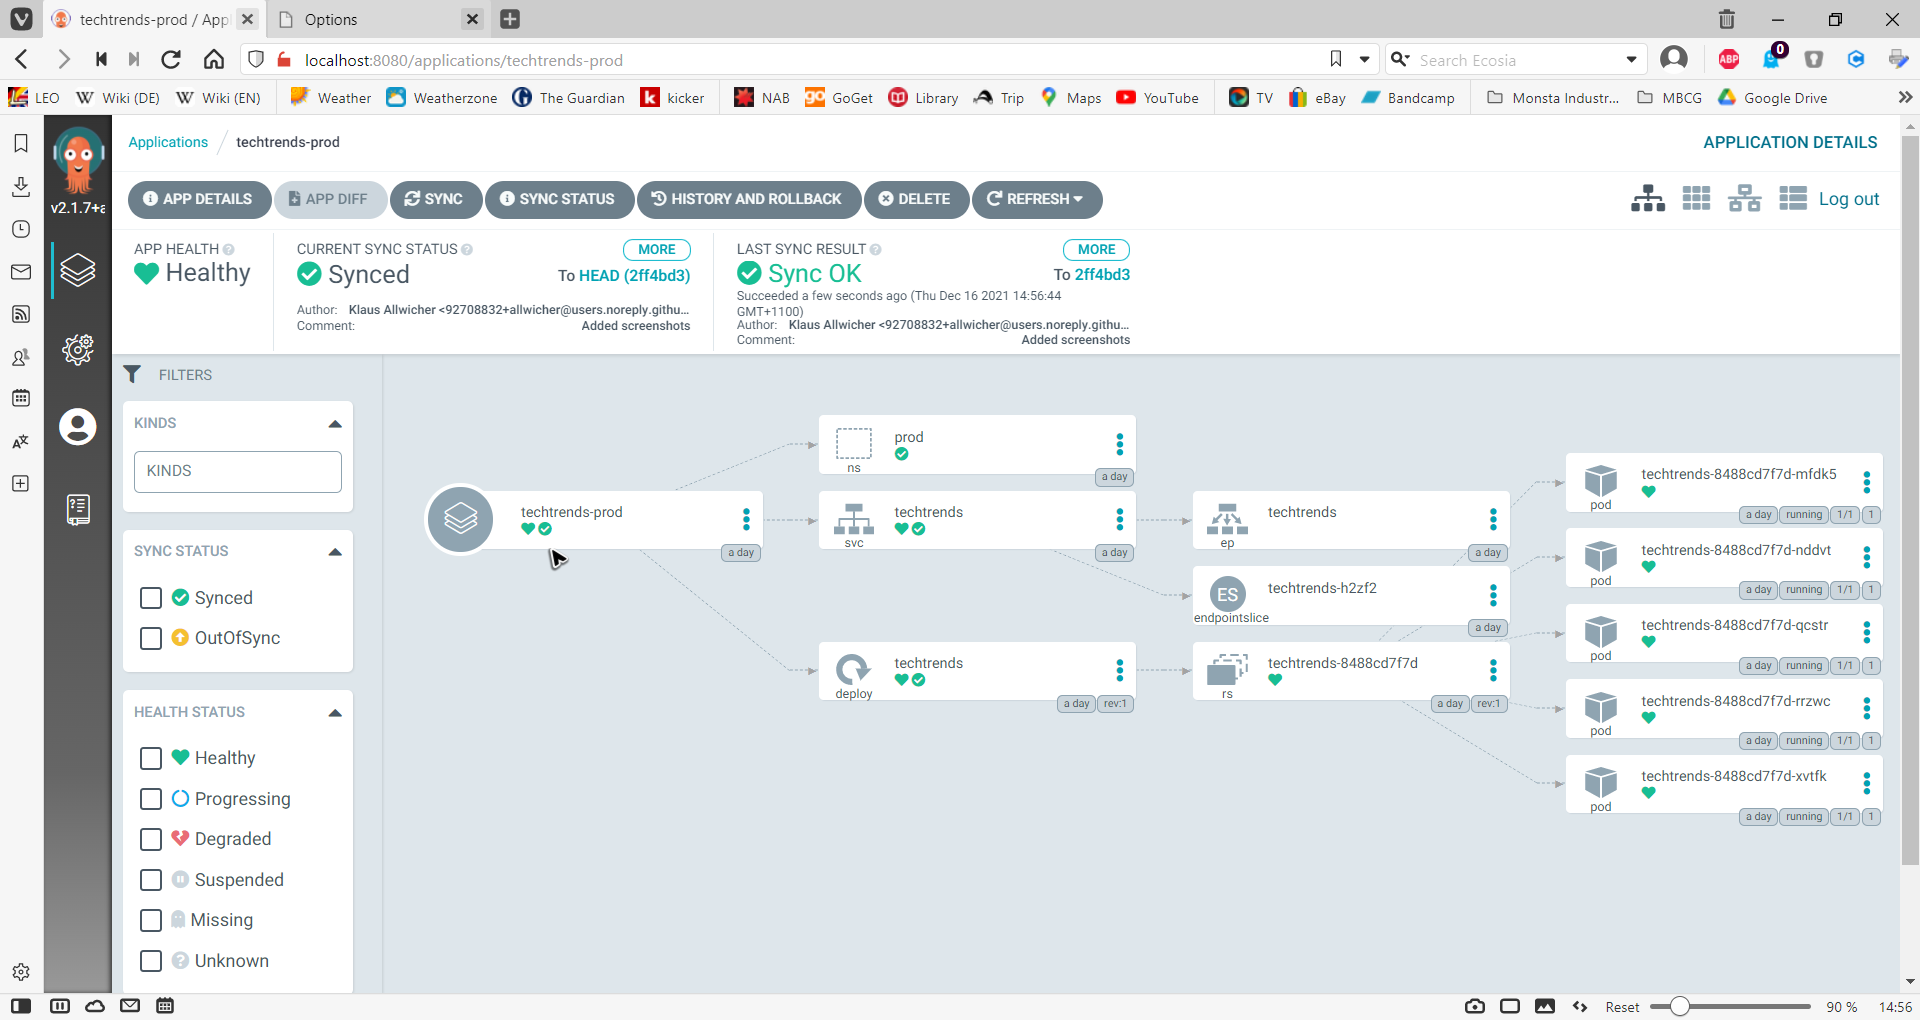 techtrends-prod / App
Options
localhost:8080/applications/techtrends-prod
Search Ecosia
ABP
0
LEO
Wiki (DE)
Wiki (EN)
Weather
Weatherzone
The Guardian
kicker
NAB
GoGet
Library
Trip
Maps
YouTube
TV
eBay
Bandcamp
Monsta Industr...
MBCG
Google Drive
v2.1.7+a
Applications / techtrends-prod
APPLICATION DETAILS
APP DETAILS
APP DIFF
SYNC
SYNC STATUS
HISTORY AND ROLLBACK
DELETE
REFRESH
Log out
APP HEALTH
Healthy
CURRENT SYNC STATUS
MORE
Synced
To HEAD (2ff4bd3)
Author: Klaus Allwicher <92708832+allwicher@users.noreply.githu...
Comment: Added screenshots
LAST SYNC RESULT
MORE
Sync OK
To 2ff4bd3
Succeeded a few seconds ago (Thu Dec 16 2021 14:56:44
GMT+1100)
Author: Klaus Allwicher <92708832+allwicher@users.noreply.githu...
Comment: Added screenshots
FILTERS
KINDS
KINDS
SYNC STATUS
Synced
OutOfSync
HEALTH STATUS
Healthy
Progressing
Degraded
Suspended
Missing
Unknown
techtrends-prod
a day
prod
ns
a day
techtrends
svc
a day
techtrends
deploy
a day rev:1
techtrends
ep
a day
ES
techtrends-h2zf2
endpointslice
a day
techtrends-8488cd7f7d
rs
a day rev:1
techtrends-8488cd7f7d-mfdk5
pod
a day running 1/1 1
techtrends-8488cd7f7d-nddvt
pod
a day running 1/1 1
techtrends-8488cd7f7d-qcstr
pod
a day running 1/1 1
techtrends-8488cd7f7d-rrzwc
pod
a day running 1/1 1
techtrends-8488cd7f7d-xvtfk
pod
a day running 1/1 1
Reset
90 %
14:56